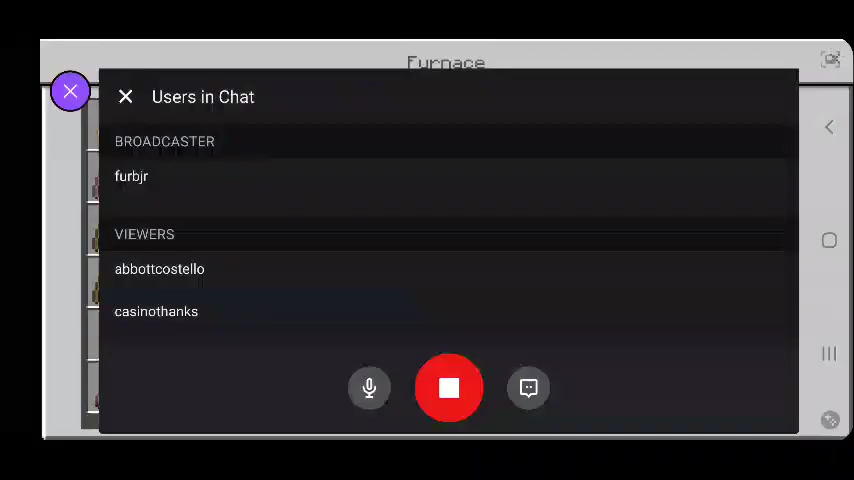 Furnace
Users in Chat
BROADCASTER
furbjr
VIEWERS
abbottcostello
casinothanks